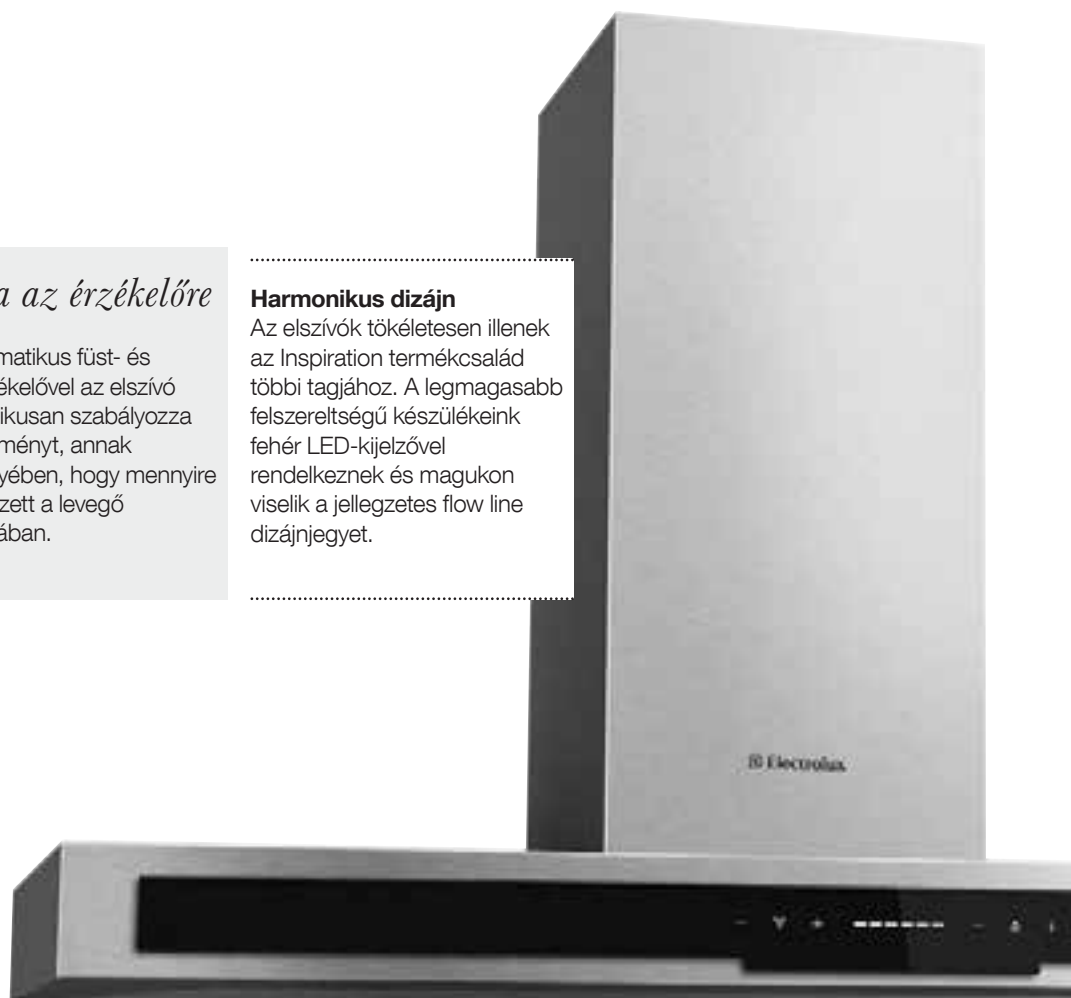 a az érzékelőre
matikus füst- és
ékelővel az elszívó
ikusan szabályozza
ményt, annak
yében, hogy mennyire
zett a levegő
ában.
Harmonikus dizájn
Az elszívók tökéletesen illenek
az Inspiration termékcsalád
többi tagjához. A legmagasabb
felszereltségű készülékeink
fehér LED-kijelzővel
rendelkeznek és magukon
viselik a jellegzetes flow line
dizájnjegyet.
Electrolux